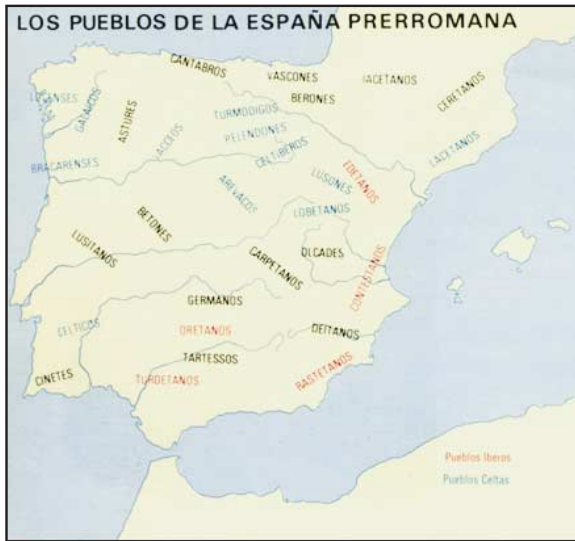 LOS PUEBLOS DE LA ESPAÑA PRERROMANA
CANTABROS
VASCONES
IACETANOS
BERONES
CERETANOS
LUCENSES
GALAICOS
ASTURES
TURMODIGOS
VACCEOS
PELENDONES
CELTIBEROS
LACETANOS
BRACARENSES
AREVACOS
LUSONES
EDETANOS
LOBETANOS
BETONES
LUSITANOS
CARPETANOS
OLCADES
CONTESTANOS
GERMANOS
CELTICOS
ORETANOS
DEITANOS
TARTESSOS
CINETES
TURDETANOS
BASTETANOS
Pueblos Iberos
Pueblos Celtas